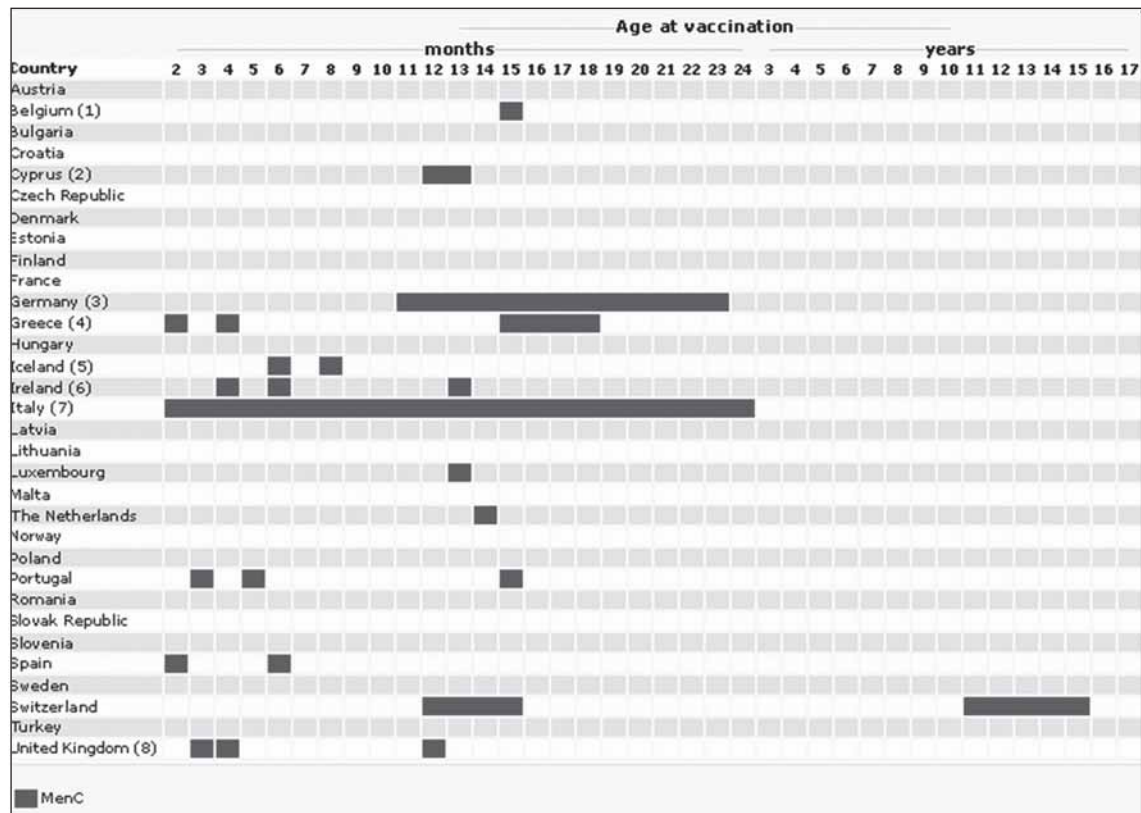 Age at vaccination
months years
Country 2 3 4 5 6 7 8 9 10 11 12 13 14 15 16 17 18 19 20 21 22 23 24 3 4 5 6 7 8 9 10 11 12 13 14 15 16 17
Austria
Belgium (1)
Bulgaria
Croatia
Cyprus (2)
Czech Republic
Denmark
Estonia
Finland
France
Germany (3)
Greece (4)
Hungary
Iceland (5)
Ireland (6)
Italy (7)
Latvia
Lithuania
Luxembourg
Malta
The Netherlands
Norway
Poland
Portugal
Romania
Slovak Republic
Slovenia
Spain
Sweden
Switzerland
Turkey
United Kingdom (8)
MenC